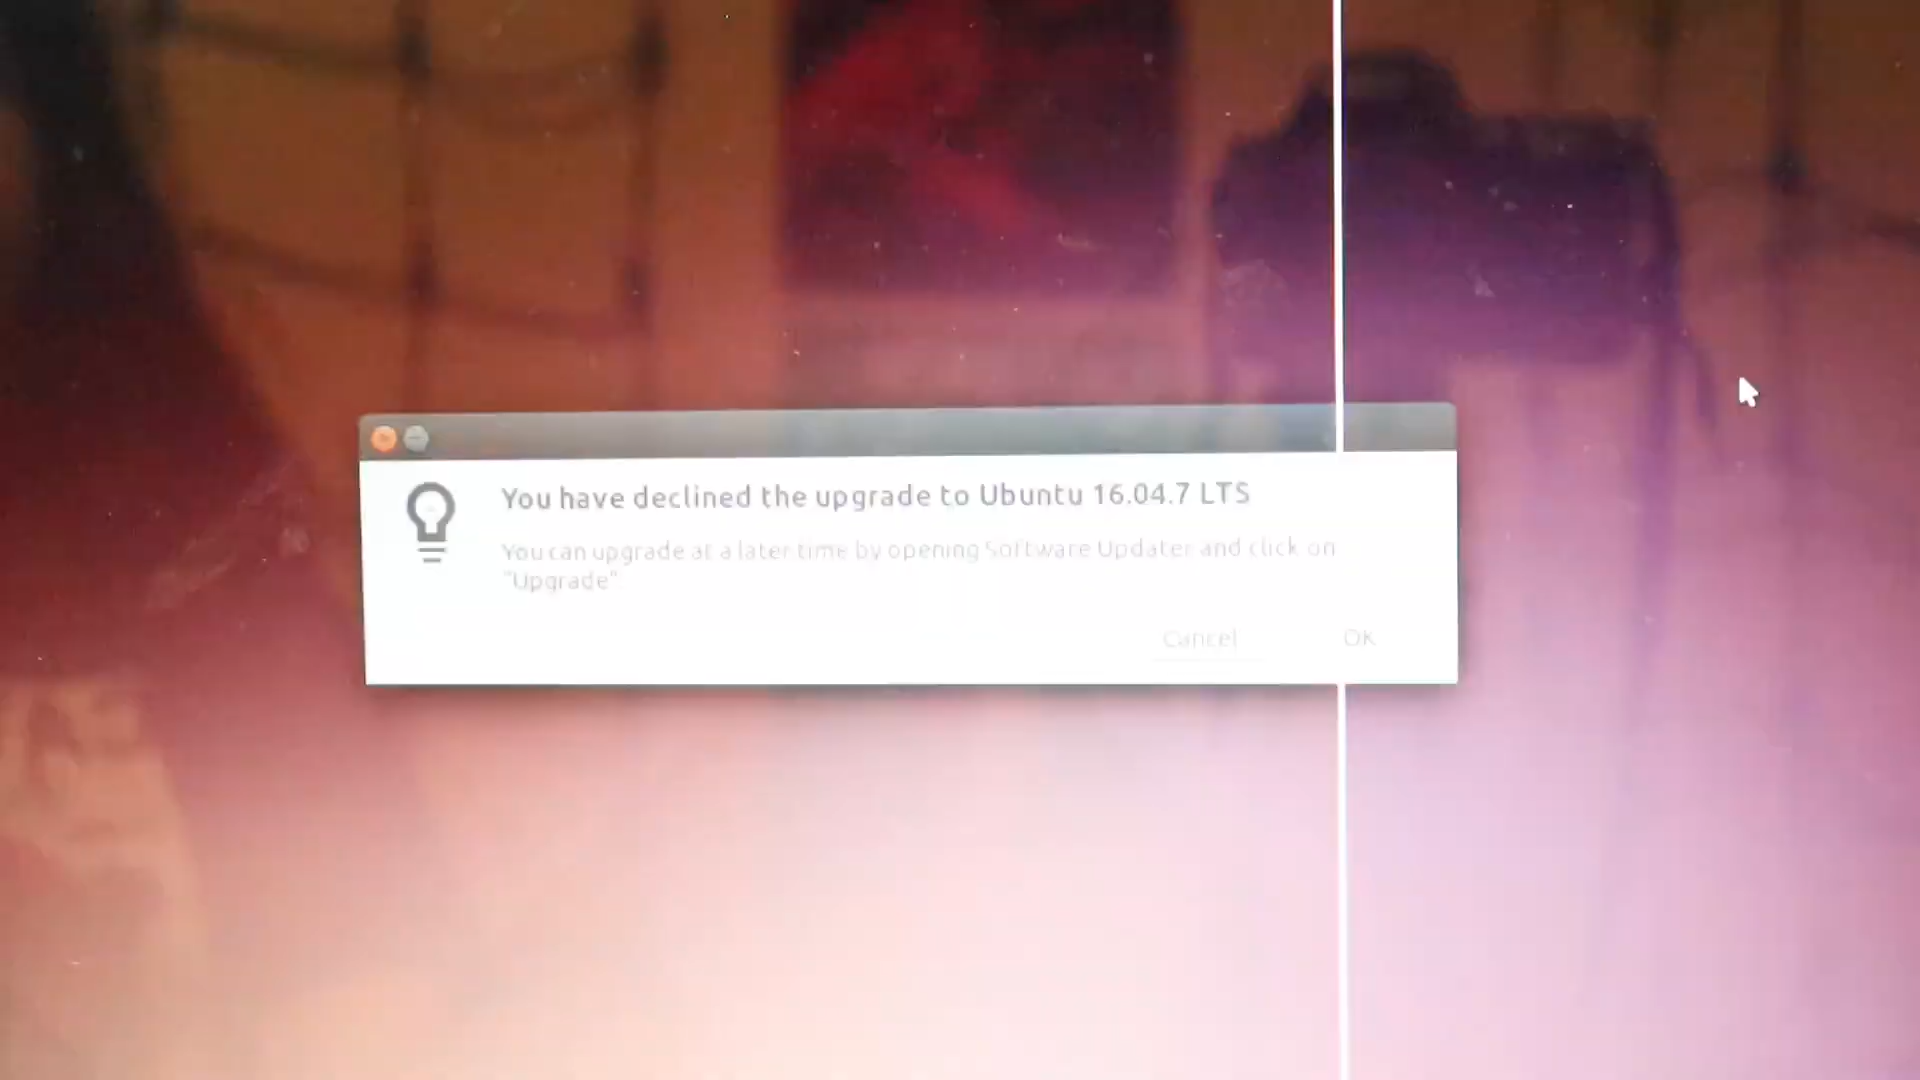 You have declined the upgrade to Ubuntu 16.04.7 LTS
You can upgrade at a later time by opening Software Updater and click on
"Upgrade"
Cancel OK